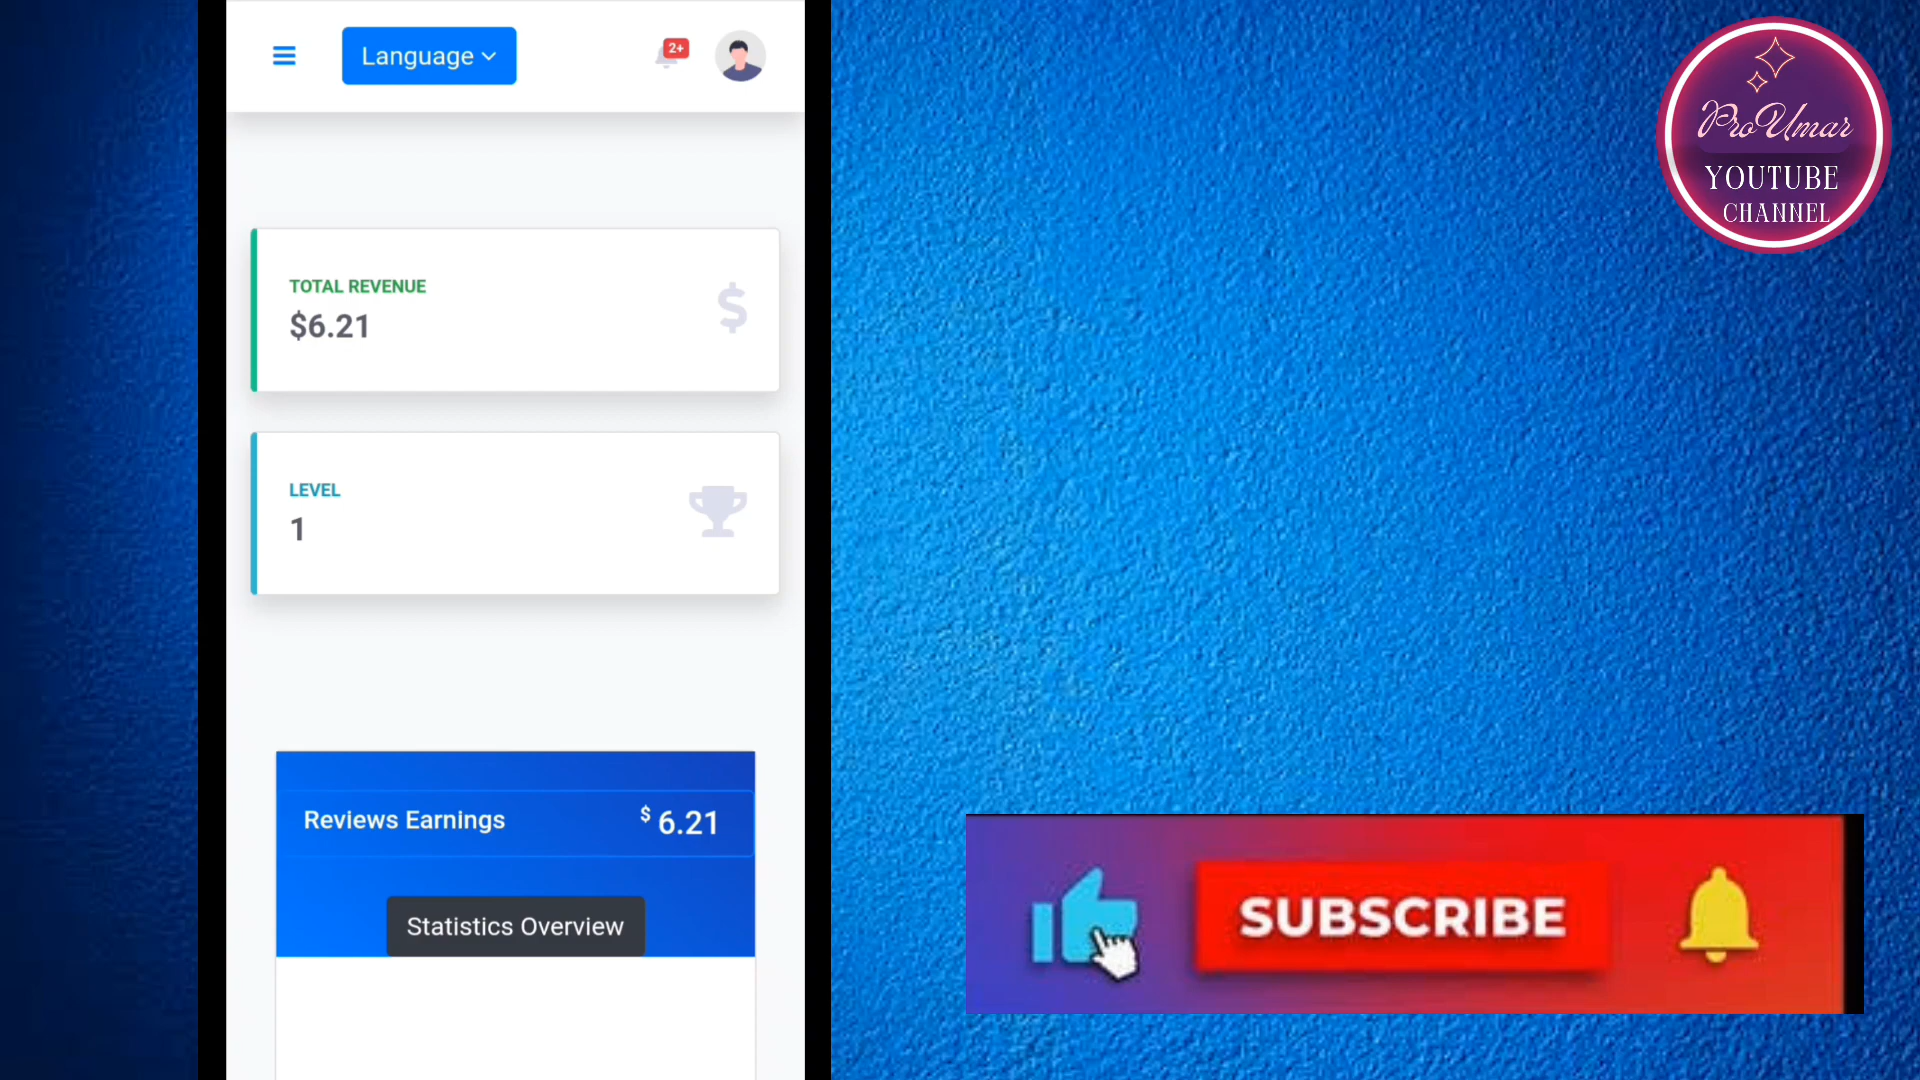 Language
2+
TOTAL REVENUE
$6.21
LEVEL
1
Reviews Earnings
$ 6.21
Statistics Overview
ProUmar
YOUTUBE
CHANNEL
SUBSCRIBE